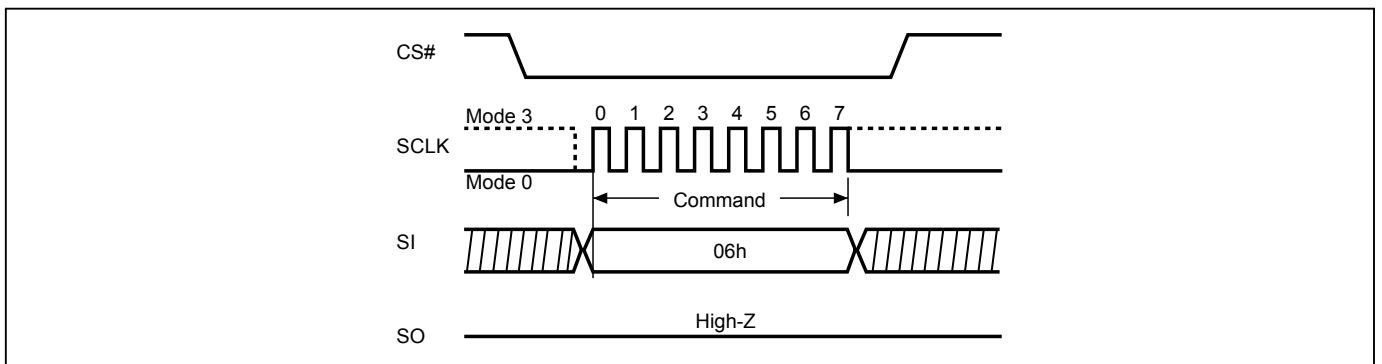 CS#
Mode 3 0 1 2 3 4 5 6 7
SCLK
Mode 0
Command
SI
06h
High-Z
SO